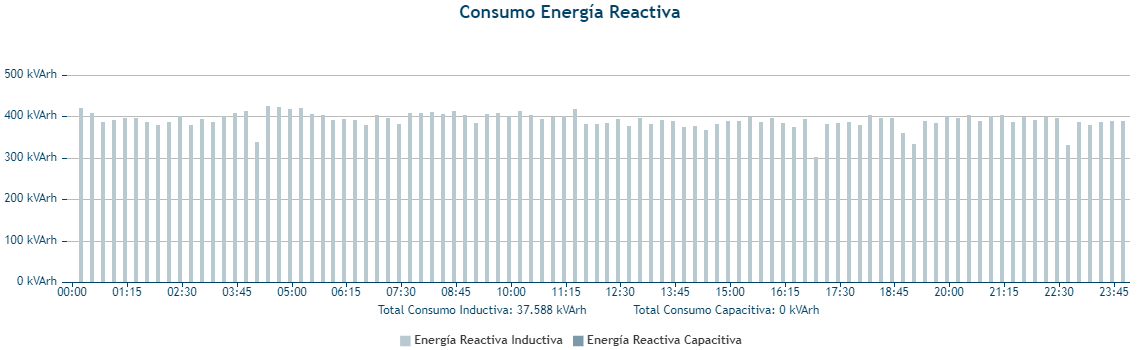 Consumo Energía Reactiva
500 kVArh
400 kVArh
300 kVArh
200 kVArh
100 kVArh
0 kVArh
00:00 01:15 02:30 03:45 05:00 06:15 07:30 08:45 10:00 11:15 12:30 13:45 15:00 16:15 17:30 18:45 20:00 21:15 22:30 23:45
Total Consumo Inductiva: 37.588 kVArh Total Consumo Capacitiva: 0 kVArh
Energía Reactiva Inductiva Energía Reactiva Capacitiva